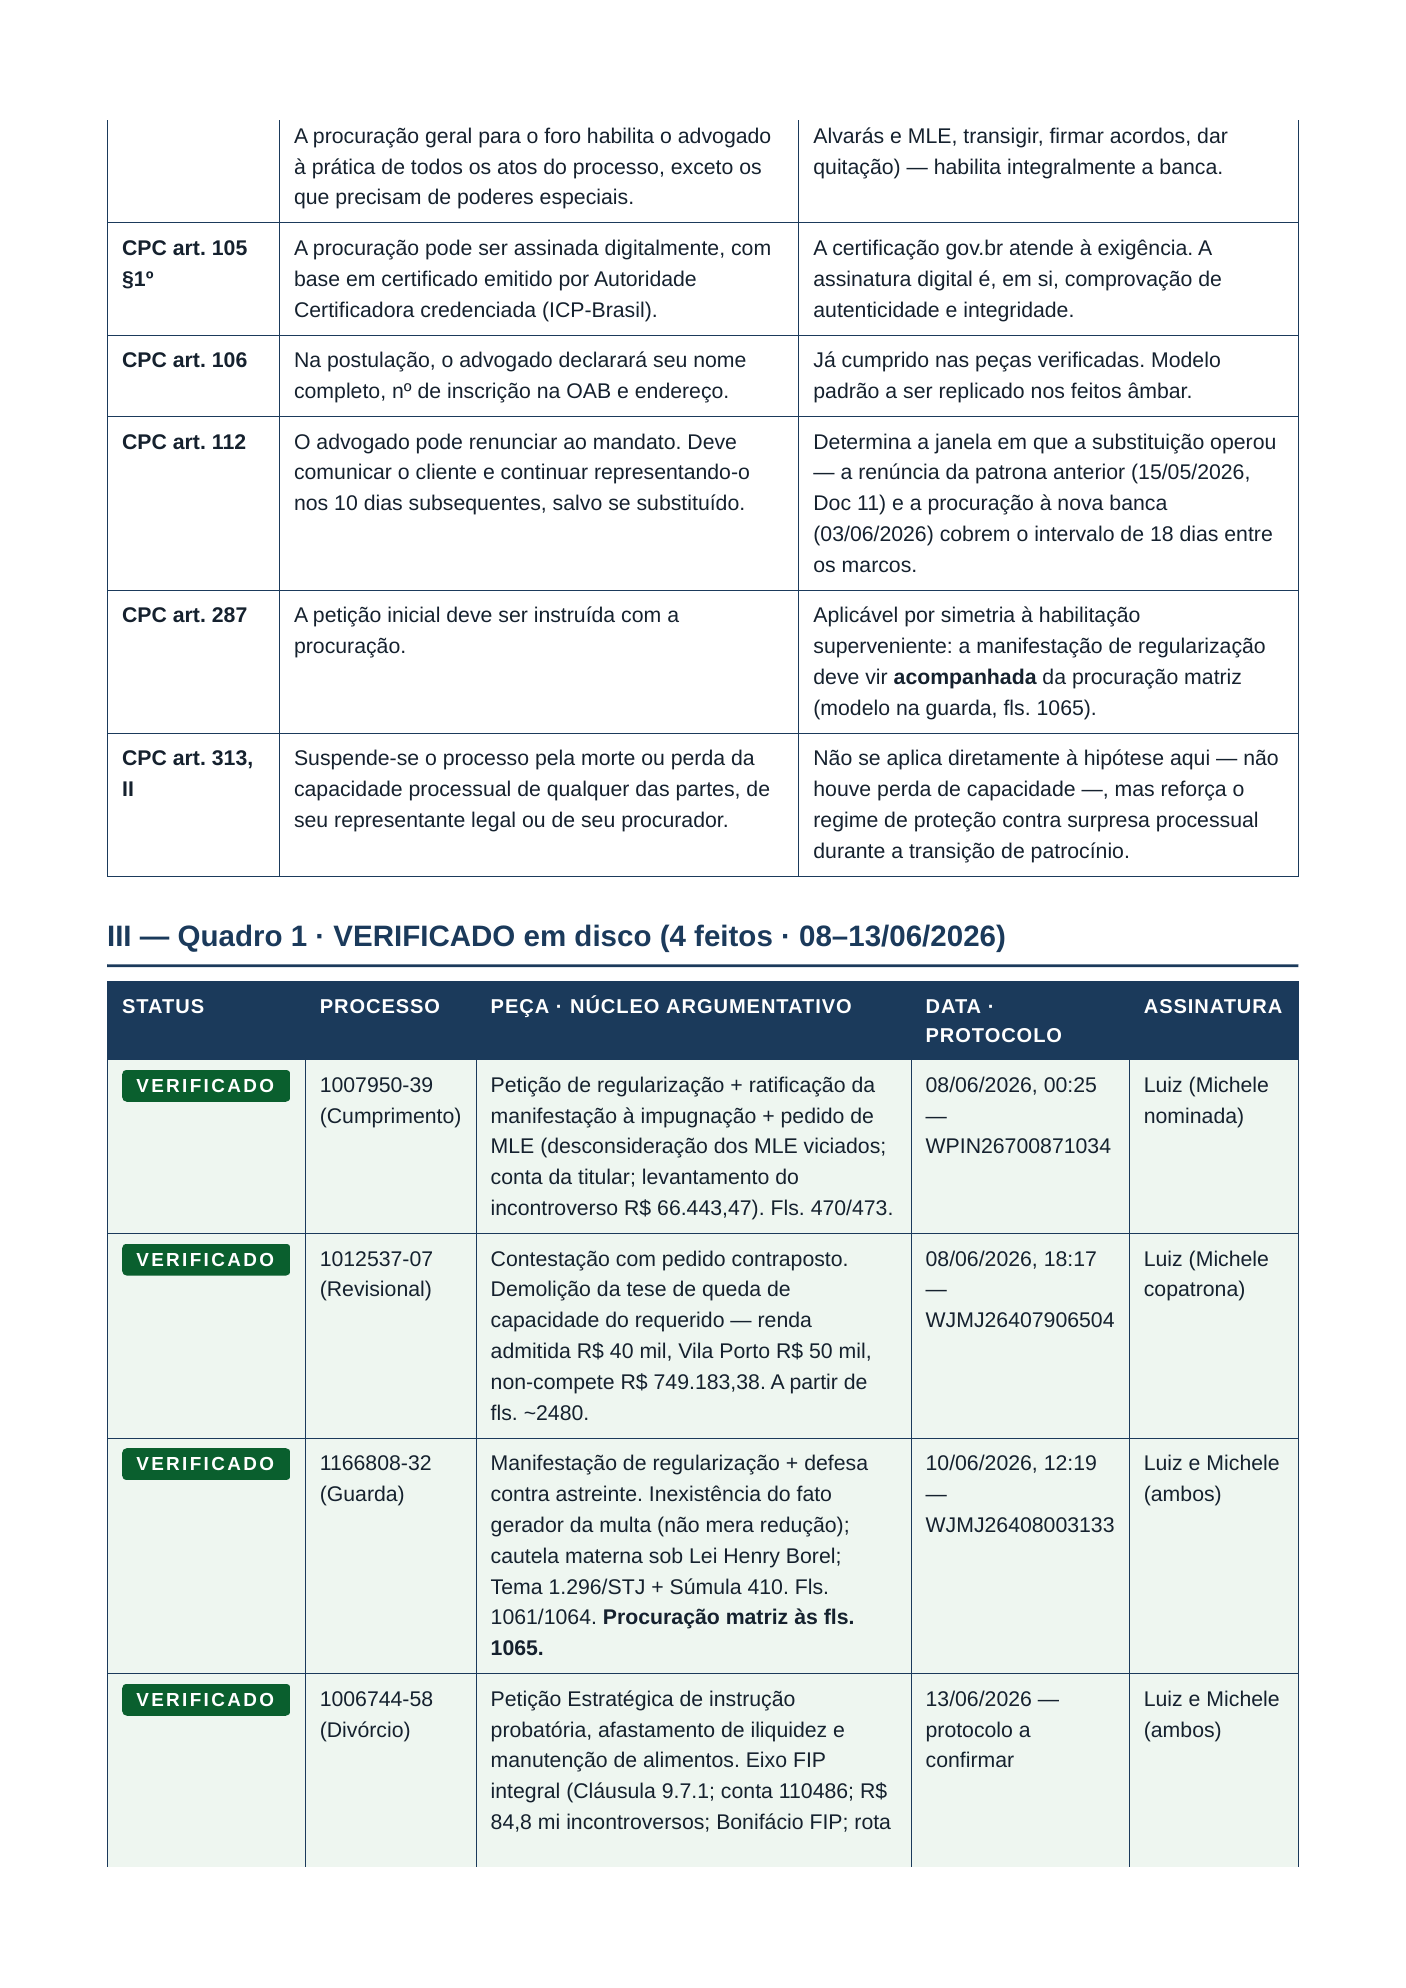 A procuração geral para o foro habilita o advogado
à prática de todos os atos do processo, exceto os
que precisam de poderes especiais.
Alvarás e MLE, transigir, firmar acordos, dar
quitação) — habilita integralmente a banca.
CPC art. 105
§1º
A procuração pode ser assinada digitalmente, com
base em certificado emitido por Autoridade
Certificadora credenciada (ICP-Brasil).
A certificação gov.br atende à exigência. A
assinatura digital é, em si, comprovação de
autenticidade e integridade.
CPC art. 106
Na postulação, o advogado declarará seu nome
completo, nº de inscrição na OAB e endereço.
Já cumprido nas peças verificadas. Modelo
padrão a ser replicado nos feitos âmbar.
CPC art. 112
O advogado pode renunciar ao mandato. Deve
comunicar o cliente e continuar representando-o
nos 10 dias subsequentes, salvo se substituído.
Determina a janela em que a substituição operou
— a renúncia da patrona anterior (15/05/2026,
Doc 11) e a procuração à nova banca
(03/06/2026) cobrem o intervalo de 18 dias entre
os marcos.
CPC art. 287
A petição inicial deve ser instruída com a
procuração.
Aplicável por simetria à habilitação
superveniente: a manifestação de regularização
deve vir acompanhada da procuração matriz
(modelo na guarda, fls. 1065).
CPC art. 313,
II
Suspende-se o processo pela morte ou perda da
capacidade processual de qualquer das partes, de
seu representante legal ou de seu procurador.
Não se aplica diretamente à hipótese aqui — não
houve perda de capacidade —, mas reforça o
regime de proteção contra surpresa processual
durante a transição de patrocínio.
III — Quadro 1 · VERIFICADO em disco (4 feitos · 08–13/06/2026)
STATUS
PROCESSO
PEÇA · NÚCLEO ARGUMENTATIVO
DATA ·
PROTOCOLO
ASSINATURA
VERIFICADO
1007950-39
(Cumprimento)
Petição de regularização + ratificação da
manifestação à impugnação + pedido de
MLE (desconsideração dos MLE viciados;
conta da titular; levantamento do
incontroverso R$ 66.443,47). Fls. 470/473.
08/06/2026, 00:25
—
WPIN26700871034
Luiz (Michele
nominada)
VERIFICADO
1012537-07
(Revisional)
Contestação com pedido contraposto.
Demolição da tese de queda de
capacidade do requerido — renda
admitida R$ 40 mil, Vila Porto R$ 50 mil,
non-compete R$ 749.183,38. A partir de
fls. ~2480.
08/06/2026, 18:17
—
WJMJ26407906504
Luiz (Michele
copatrona)
VERIFICADO
1166808-32
(Guarda)
Manifestação de regularização + defesa
contra astreinte. Inexistência do fato
gerador da multa (não mera redução);
cautela materna sob Lei Henry Borel;
Tema 1.296/STJ + Súmula 410. Fls.
1061/1064. Procuração matriz às fls.
1065.
10/06/2026, 12:19
—
WJMJ26408003133
Luiz e Michele
(ambos)
VERIFICADO
1006744-58
(Divórcio)
Petição Estratégica de instrução
probatória, afastamento de iliquidez e
manutenção de alimentos. Eixo FIP
integral (Cláusula 9.7.1; conta 110486; R$
84,8 mi incontroversos; Bonifácio FIP; rota
13/06/2026 —
protocolo a
confirmar
Luiz e Michele
(ambos)